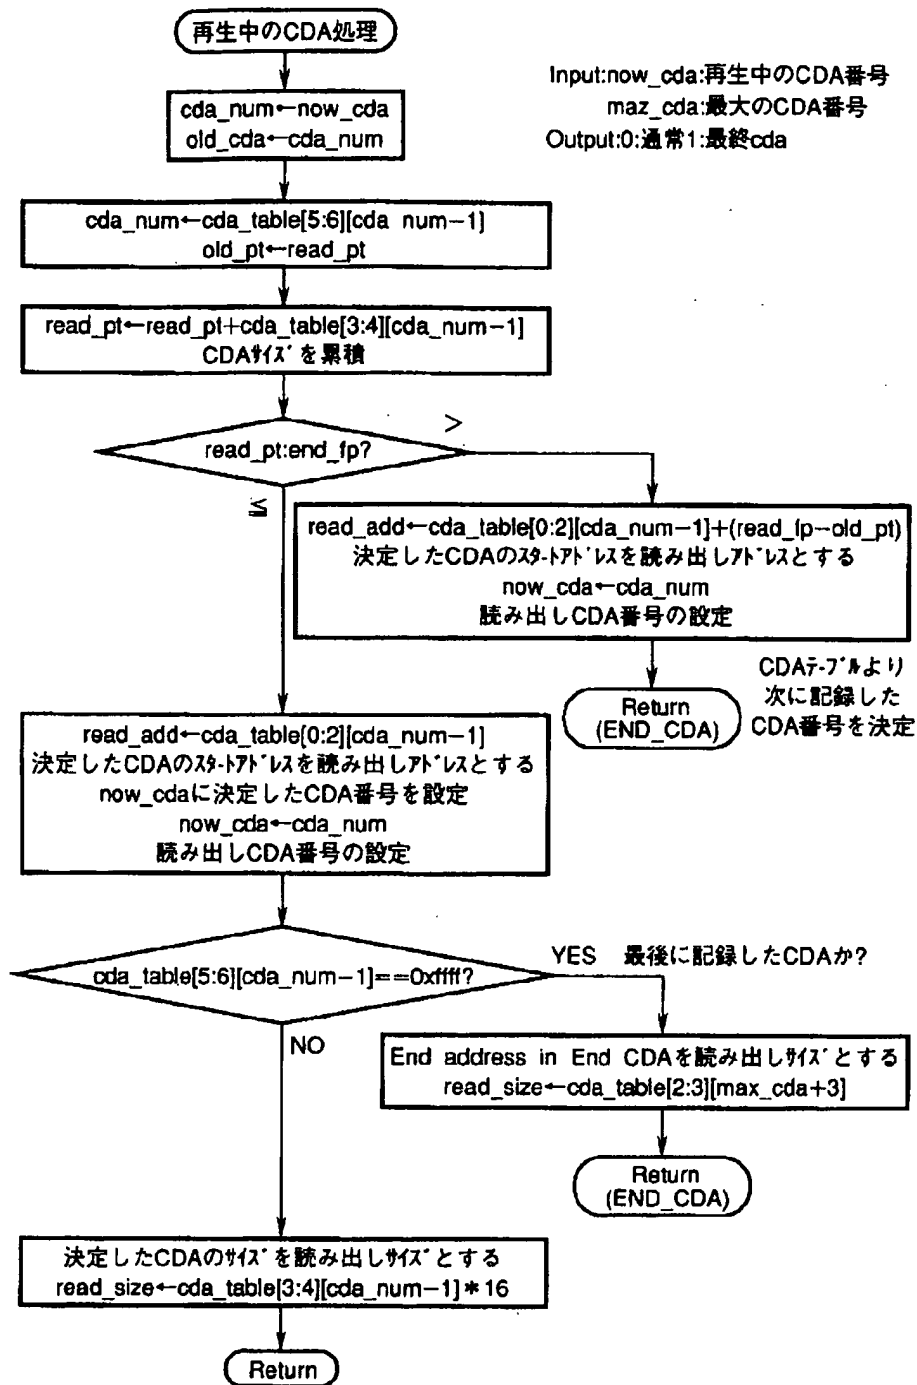 再生中のCDA処理
Input:now_cda:再生中のCDA番号
maz_cda:最大のCDA番号
Output:0:通常1:最終cda
cda_num←now_cda
old_cda←cda_num
cda_num←cda_table[5:6][cda num−1]
old_pt←read_pt
read_pt←read_pt+cda_table[3:4][cda_num−1]
CDAサイズを累積
>
read_pt:end_fp?
≦
read_add←cda_table[0:2][cda_num−1]+(read_fp−old_pt)
決定したCDAのスタートアドレスを読み出しアドレスとする
now_cda←cda_num
読み出しCDA番号の設定
CDAテーブルより
次に記録した
CDA番号を決定
Return
(END_CDA)
read_add←cda_table[0:2][cda_num−1]
決定したCDAのスタートアドレスを読み出しアドレスとする
now_cdaに決定したCDA番号を設定
now_cda←cda_num
読み出しCDA番号の設定
cda_table[5:6][cda_num−1]==0xffff?
YES 最後に記録したCDAか?
NO
End address in End CDAを読み出しサイズとする
read_size←cda_table[2:3][max_cda+3]
Return
(END_CDA)
決定したCDAのサイズを読み出しサイズとする
read_size←cda_table[3:4][cda_num−1]*16
Return